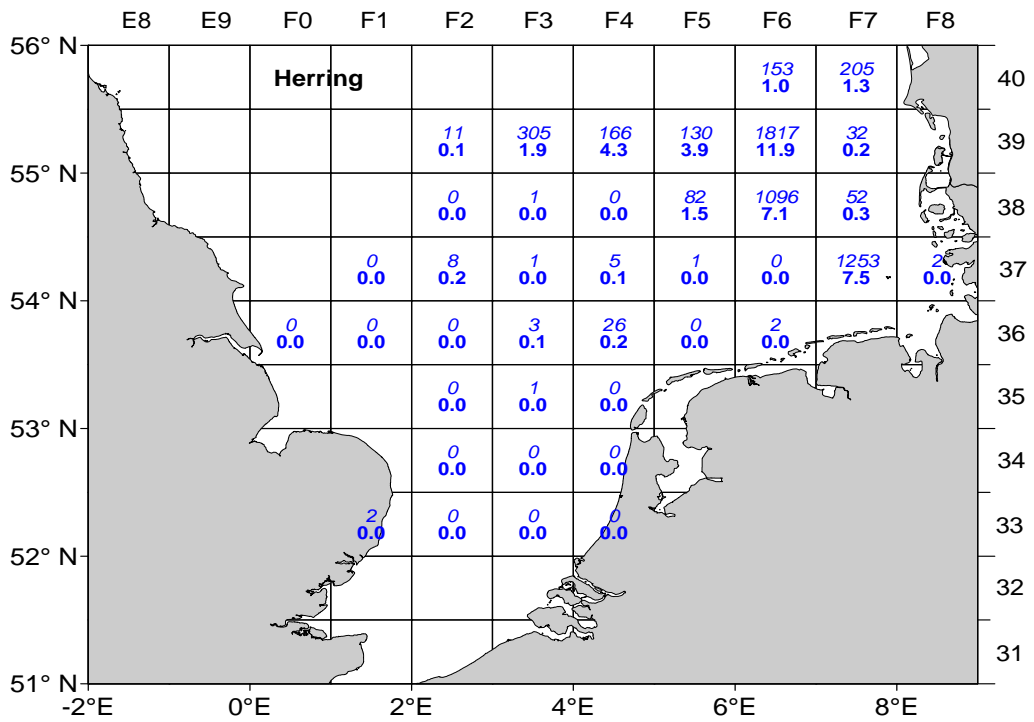 E8 E9 F0 F1 F2 F3 F4 F5 F6 F7 F8
56° N
Herring 153 205 40
1.0 1.3
11 305 166 130 1817 32 39
0.1 1.9 4.3 3.9 11.9 0.2
55° N
0 1 0 82 1096 52 38
0.0 0.0 0.0 1.5 7.1 0.3
0 8 1 5 1 0 1253 2 37
0.0 0.2 0.0 0.1 0.0 0.0 7.5 0.0
54° N
0 0 0 3 26 0 2 36
0.0 0.0 0.0 0.1 0.2 0.0 0.0
0 1 0 35
0.0 0.0 0.0
53° N
0 0 0 34
0.0 0.0 0.0
2 0 0 0 33
0.0 0.0 0.0 0.0
52° N
32
31
51° N
-2°E 0°E 2°E 4°E 6°E 8°E